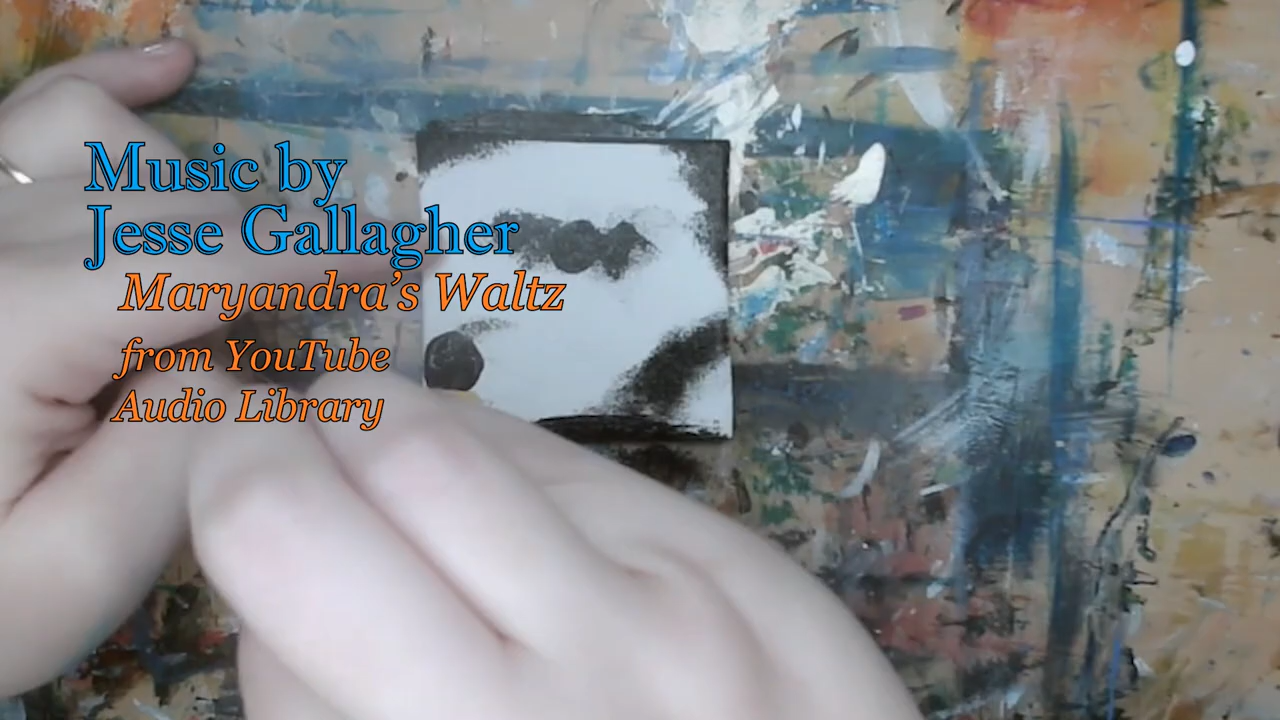 Music by
Jesse Gallagher
Maryandra’s Waltz
from YouTube
Audio Library